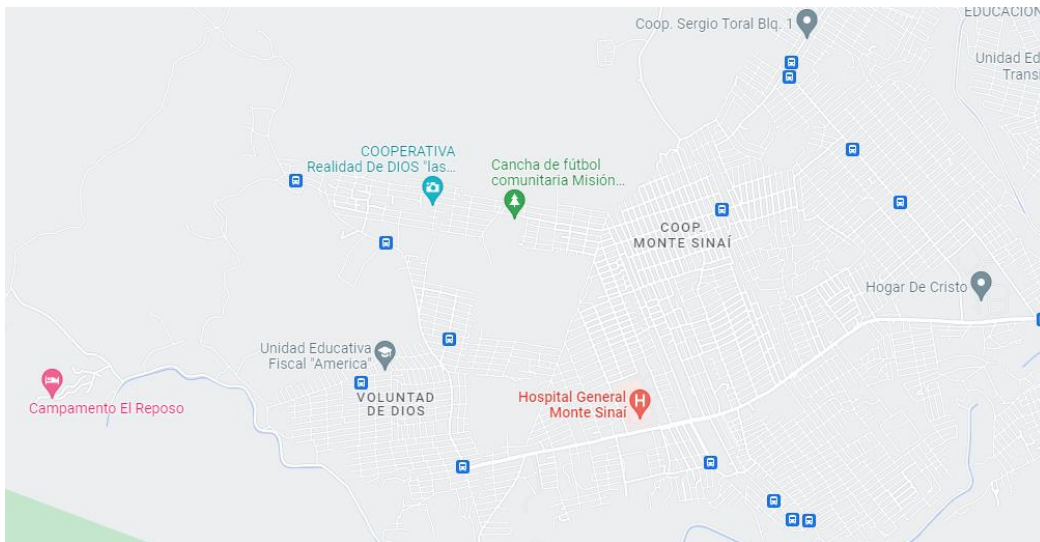 EDUCACIÓN
Coop. Sergio Toral Blq. 1
Unidad Ed
Transi
COOPERATIVA
Realidad De DIOS "las...
Cancha de fútbol
comunitaria Misión...
COOP.
MONTE SINAÍ
Hogar De Cristo
Unidad Educativa
Fiscal "America"
VOLUNTAD
DE DIOS
Hospital General
Monte Sinaí
H
Campamento El Reposo